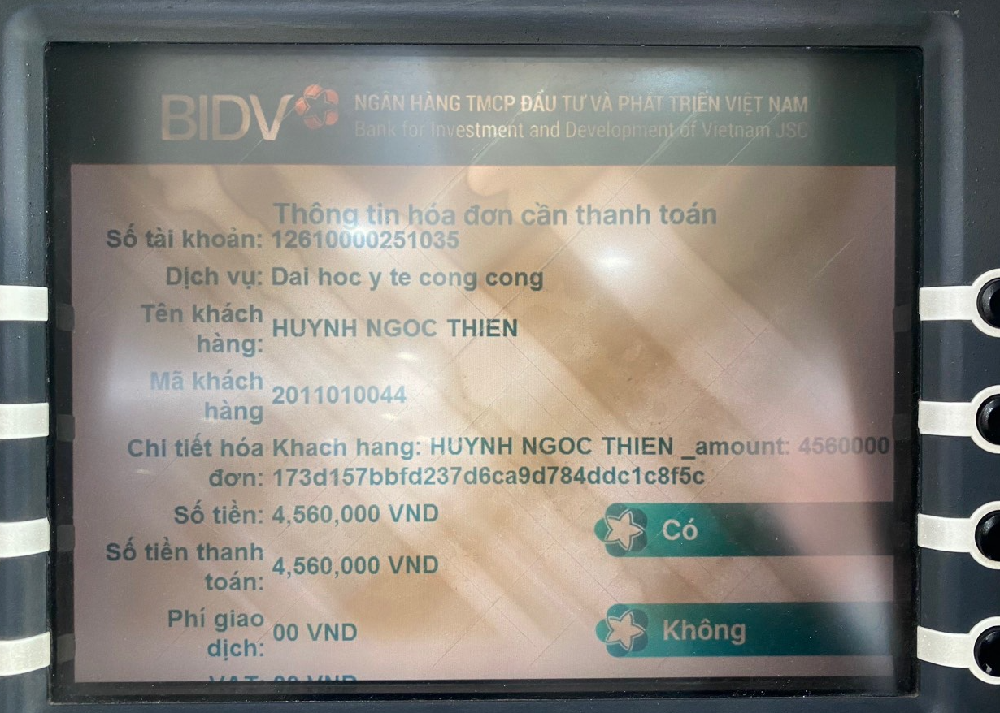 BIDV
NGÂN HÀNG TMCP ĐẦU TƯ VÀ PHÁT TRIỂN VIỆT NAM
Bank for Investment and Development of Vietnam JSC
Thông tin hóa đơn cần thanh toán
Số tài khoản: 12610000251035
Dịch vụ: Dai hoc y te cong cong
Tên khách hàng: HUYNH NGOC THIEN
Mã khách hàng 2011010044
Chi tiết hóa Khach hang: HUYNH NGOC THIEN _amount: 4560000
đơn: 173d157bbfd237d6ca9d784ddc1c8f5c
Số tiền: 4,560,000 VND
Có
Số tiền thanh toán: 4,560,000 VND
Phí giao dịch: 00 VND
Không
VAT: 00 VND